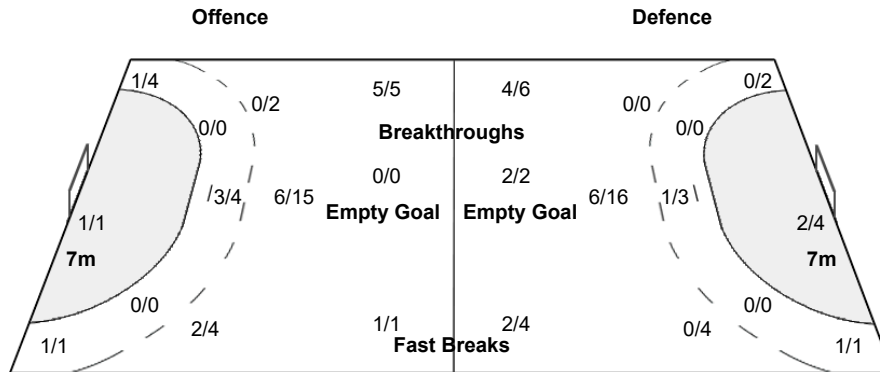 Offence Defence
1/4 5/5 4/6 0/2
0/2 0/0
0/0 Breakthroughs 0/0
0/0 2/2
3/4 6/15 6/16 1/3
Empty Goal Empty Goal
1/1 2/4
7m 7m
0/0 0/0
2/4 1/1 2/4 0/4
1/1 Fast Breaks 1/1